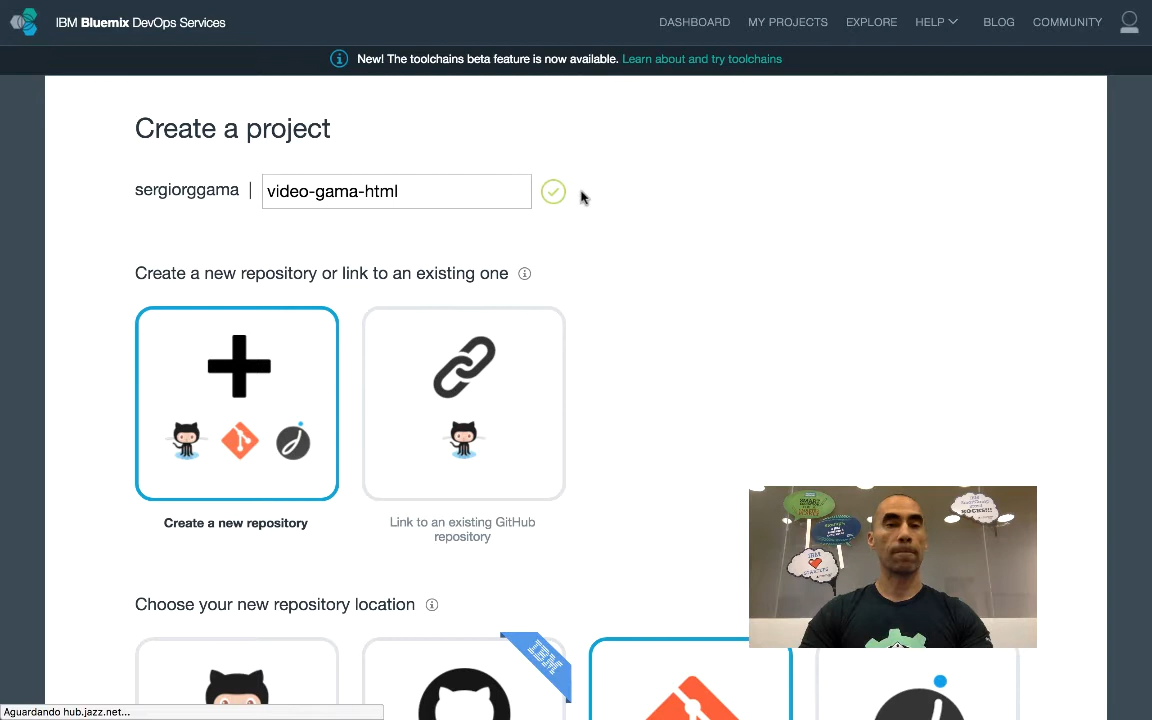 IBM Bluemix DevOps Services
DASHBOARD
MY PROJECTS
EXPLORE
HELP
BLOG
COMMUNITY
New! The toolchains beta feature is now available. Learn about and try toolchains
Create a project
sergiorggama | video-gama-html
Create a new repository or link to an existing one
Create a new repository
Link to an existing GitHub
repository
Choose your new repository location
IBM
IBM
Aguardando hub.jazz.net...